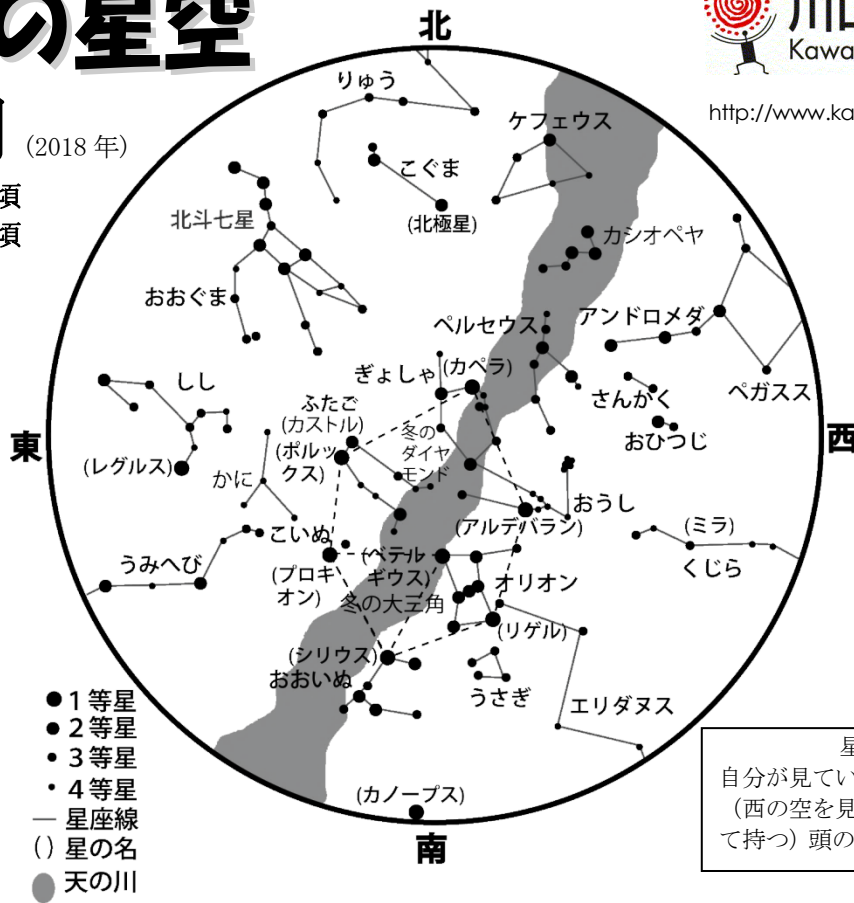 の星空
川口
Kawa
http://www.ka
(2018 年)
頃
頃
北
りゅう
ケフェウス
こぐま
(北極星)
北斗七星
カシオペヤ
おおぐま
ペルセウス
アンドロメダ
ぎょしゃ
(カペラ)
ペガスス
さんかく
しし
ふたご
(カストル)
(ポルッ
クス)
冬の
ダイヤ
モンド
おひつじ
東
西
(レグルス)
かに
おうし
(アルデバラン)
(ミラ)
くじら
こいぬ
(プロキ
オン)
(ベテル
ギウス)
うみへび
オリオン
冬の大三角
(リゲル)
(シリウス)
おおいぬ
うさぎ
エリダヌス
(カノープス)
南
1等星
2等星
3等星
4等星
星座線
() 星の名
天の川
星
自分が見てい
(西の空を見
て持つ) 頭の